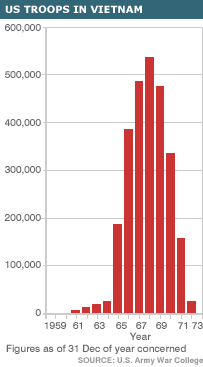 US TROOPS IN VIETNAM
600,000
500,000
400,000
300,000
200,000
100,000
0
1959 61 63 65 67 69 71 73
Year
Figures as of 31 Dec of year concerned
SOURCE: U.S. Army War College